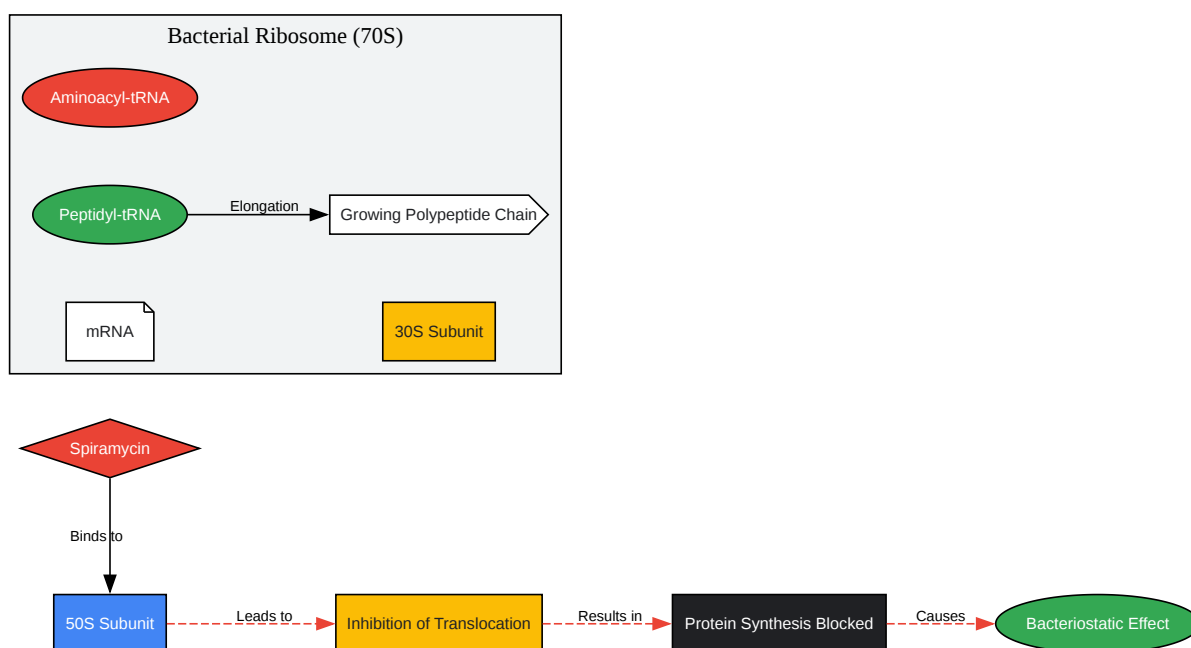 Bacterial Ribosome (70S)
Aminoacyl-tRNA
Peptidyl-tRNA
Elongation
Growing Polypeptide Chain
mRNA
30S Subunit
Spiramycin
Binds to
50S Subunit
Leads to
Inhibition of Translocation
Results in
Protein Synthesis Blocked
Causes
Bacteriostatic Effect